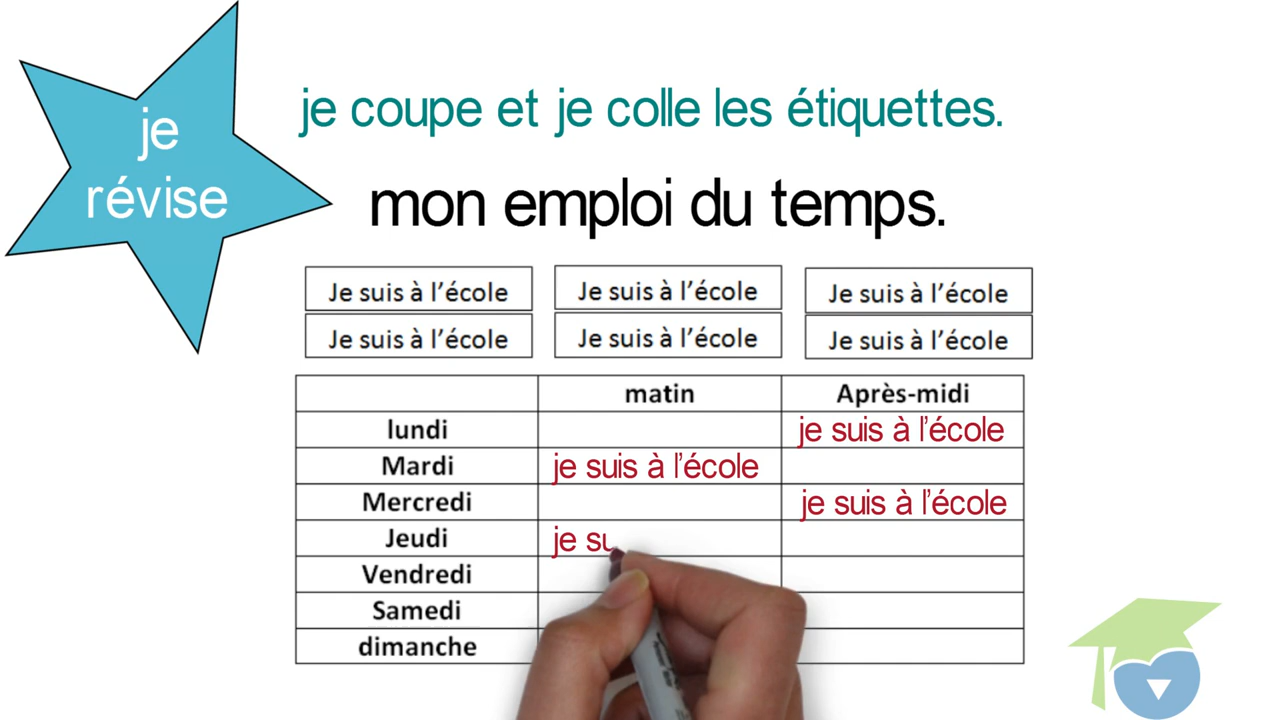 je
révise
je coupe et je colle les étiquettes.
mon emploi du temps.
Je suis à l'école Je suis à l'école Je suis à l'école
Je suis à l'école Je suis à l'école Je suis à l'école
matin Après-midi
lundi je suis à l'école
Mardi je suis à l'école
Mercredi je suis à l'école
Jeudi je su
Vendredi
Samedi
dimanche